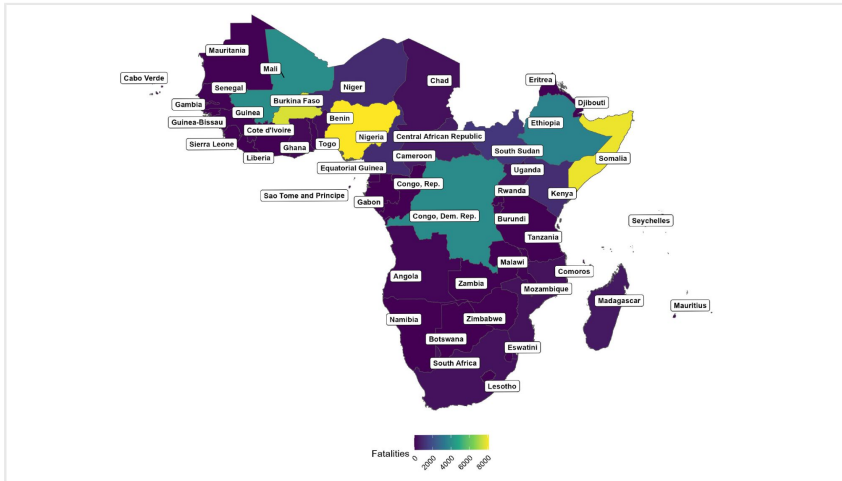 Mauritania
Cabo Verde
Mali
Niger
Chad
Eritrea
Senegal
Burkina Faso
Djibouti
Gambia
Guinea
Benin
Ethiopia
Guinea-Bissau
Cote d'Ivoire
Nigeria
Central African Republic
Sierra Leone
Ghana
Togo
South Sudan
Liberia
Cameroon
Somalia
Equatorial Guinea
Uganda
Congo, Rep.
Rwanda
Kenya
Sao Tome and Principe
Gabon
Congo, Dem. Rep.
Burundi
Seychelles
Tanzania
Malawi
Angola
Comoros
Zambia
Mozambique
Madagascar
Mauritius
Namibia
Zimbabwe
Botswana
Eswatini
South Africa
Lesotho
Fatalities
0 2000 4000 6000 8000